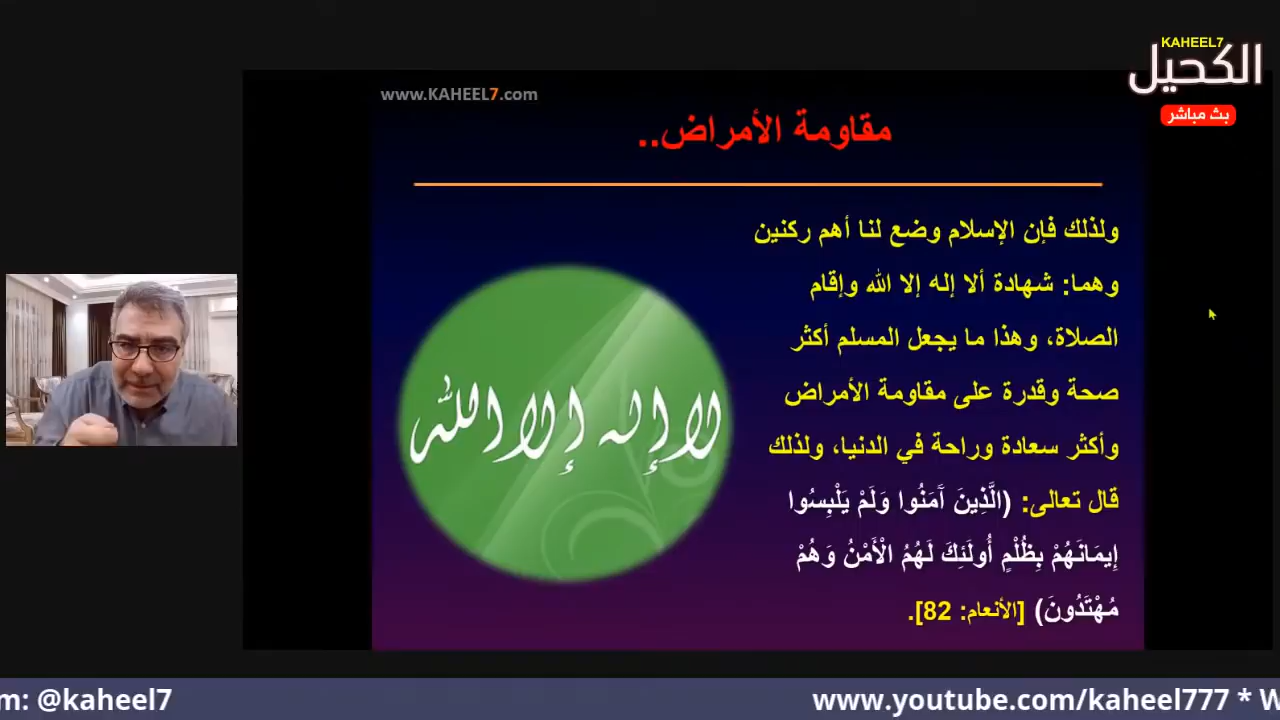 KAHEEL7
الكحيل
بث مباشر
www.KAHEEL7.com
مقاومة الأمراض..
ولذلك فإن الإسلام وضع لنا أهم ركنين
وهما: شهادة ألا إله إلا الله وإقام
الصلاة، وهذا ما يجعل المسلم أكثر
صحة وقدرة على مقاومة الأمراض
وأكثر سعادة وراحة في الدنيا، ولذلك
قال تعالى: (الَّذِينَ آَمَنُوا وَلَمْ يَلْبِسُوا
إِيمَانَهُمْ بِظُلْمٍ أُولَئِكَ لَهُمُ الْأَمْنُ وَهُمْ
مُهْتَدُونَ) [الأنعام: 82].
لا إله إلا الله
m: @kaheel7 www.youtube.com/kaheel777 * W